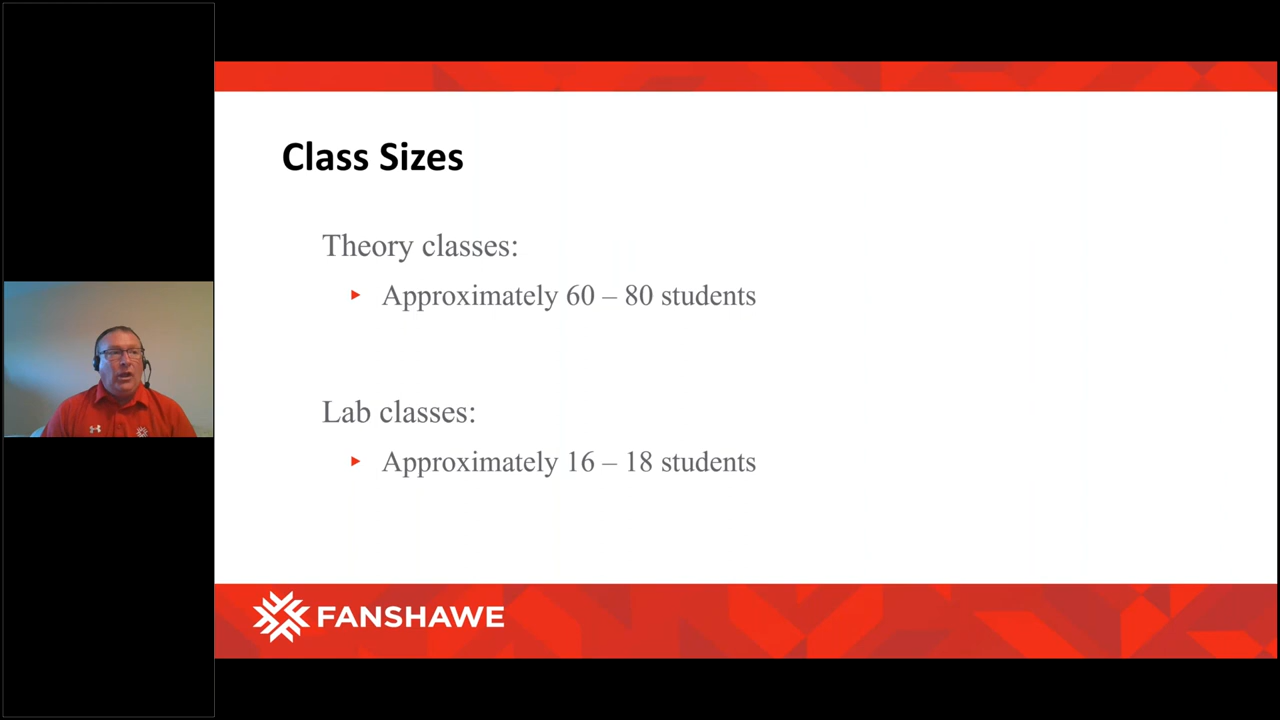 Class Sizes
Theory classes:
Approximately 60 – 80 students
Lab classes:
Approximately 16 – 18 students
FANSHAWE